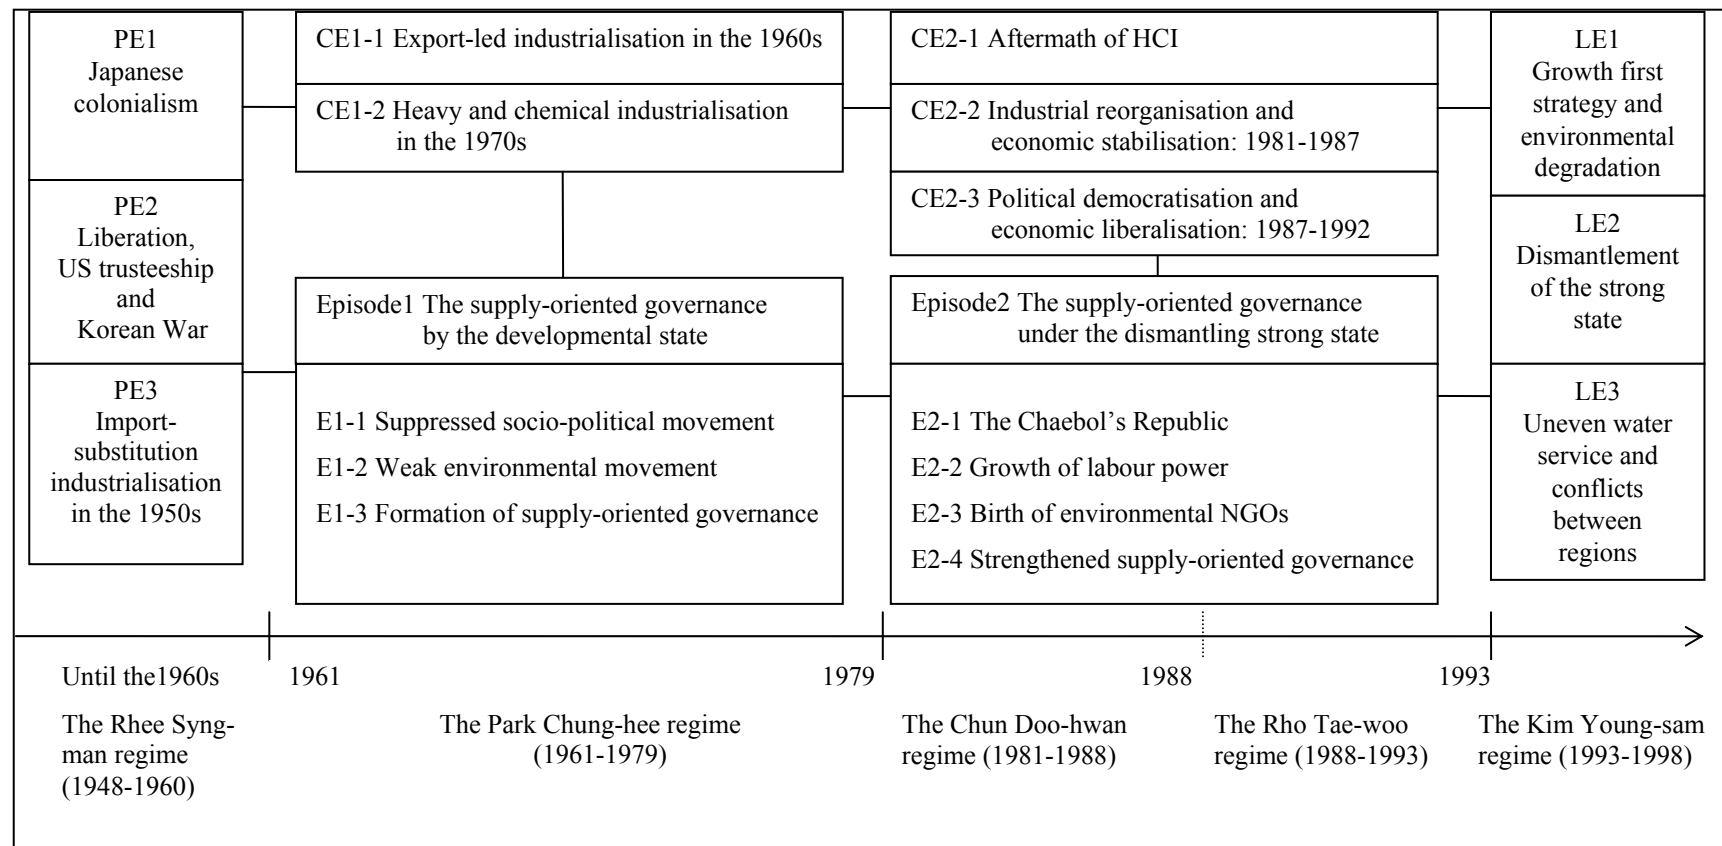 PE1
Japanese
colonialism
PE2
Liberation,
US trusteeship
and
Korean War
PE3
Import-
substitution
industrialisation
in the 1950s
CE1-1 Export-led industrialisation in the 1960s
CE1-2 Heavy and chemical industrialisation
in the 1970s
Episode1 The supply-oriented governance
by the developmental state
E1-1 Suppressed socio-political movement
E1-2 Weak environmental movement
E1-3 Formation of supply-oriented governance
CE2-1 Aftermath of HCI
CE2-2 Industrial reorganisation and
economic stabilisation: 1981-1987
CE2-3 Political democratisation and
economic liberalisation: 1987-1992
Episode2 The supply-oriented governance
under the dismantling strong state
E2-1 The Chaebol’s Republic
E2-2 Growth of labour power
E2-3 Birth of environmental NGOs
E2-4 Strengthened supply-oriented governance
LE1
Growth first
strategy and
environmental
degradation
LE2
Dismantlement
of the strong
state
LE3
Uneven water
service and
conflicts
between
regions
Until the1960s
1961
1979
1988
1993
The Rhee Syng-
man regime
(1948-1960)
The Park Chung-hee regime
(1961-1979)
The Chun Doo-hwan
regime (1981-1988)
The Rho Tae-woo
regime (1988-1993)
The Kim Young-sam
regime (1993-1998)